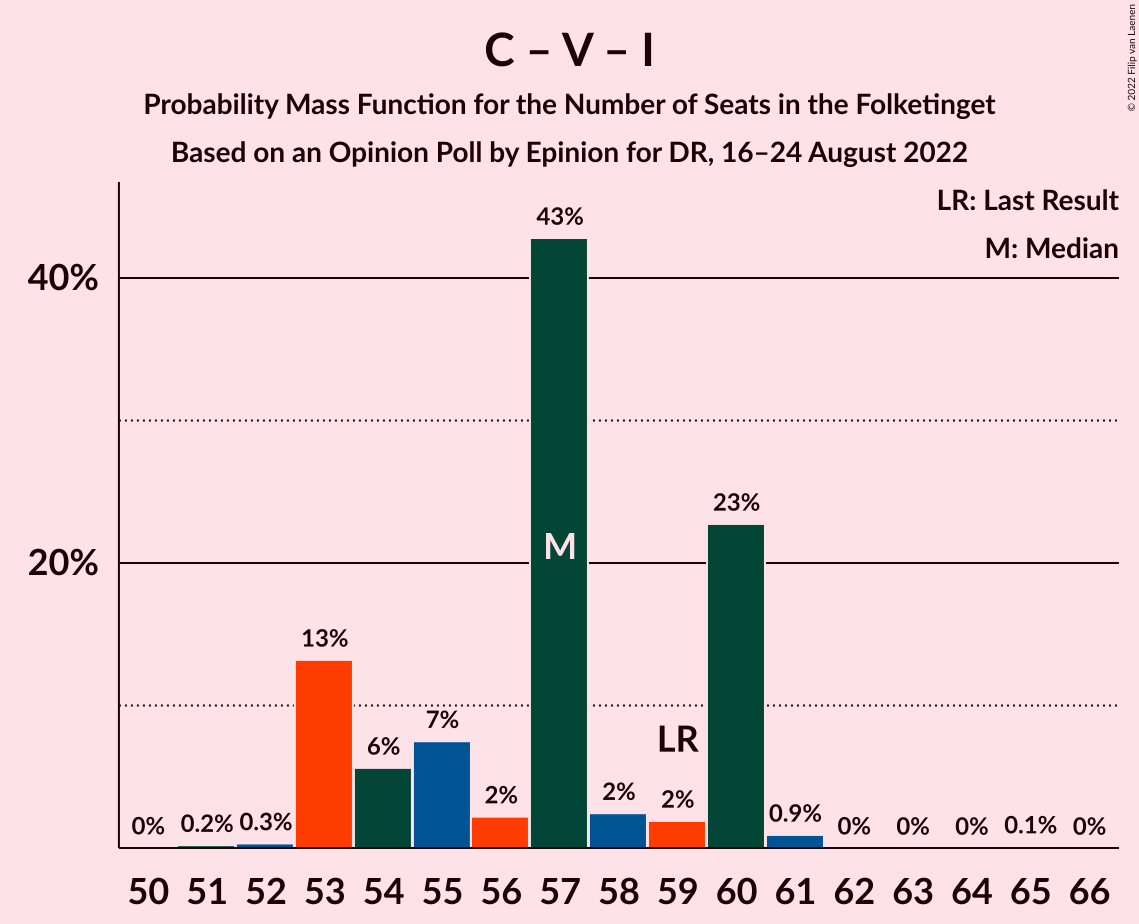 C – V – I
Probability Mass Function for the Number of Seats in the Folketinget
Based on an Opinion Poll by Epinion for DR, 16–24 August 2022
© 2022 Filip van Laenen
LR: Last Result
M: Median
40%
20%
0%
0.2%
0.3%
13%
6%
7%
2%
43%
M
2%
LR
2%
23%
0.9%
0%
0%
0%
0.1%
0%
50 51 52 53 54 55 56 57 58 59 60 61 62 63 64 65 66